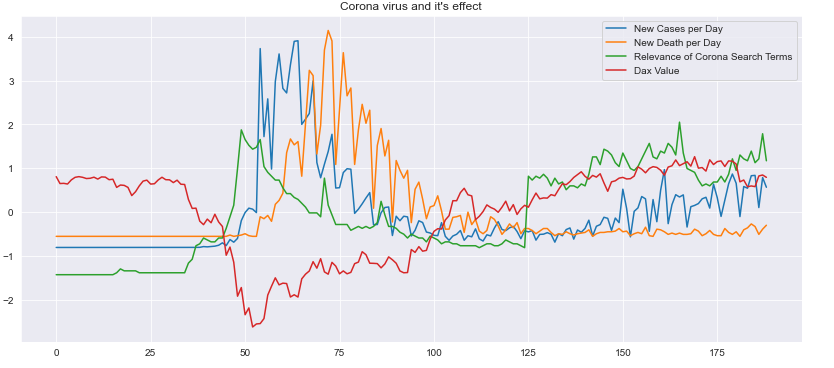 Corona virus and it's effect
New Cases per Day
New Death per Day
Relevance of Corona Search Terms
Dax Value
4
3
2
1
0
−1
−2
0 25 50 75 100 125 150 175